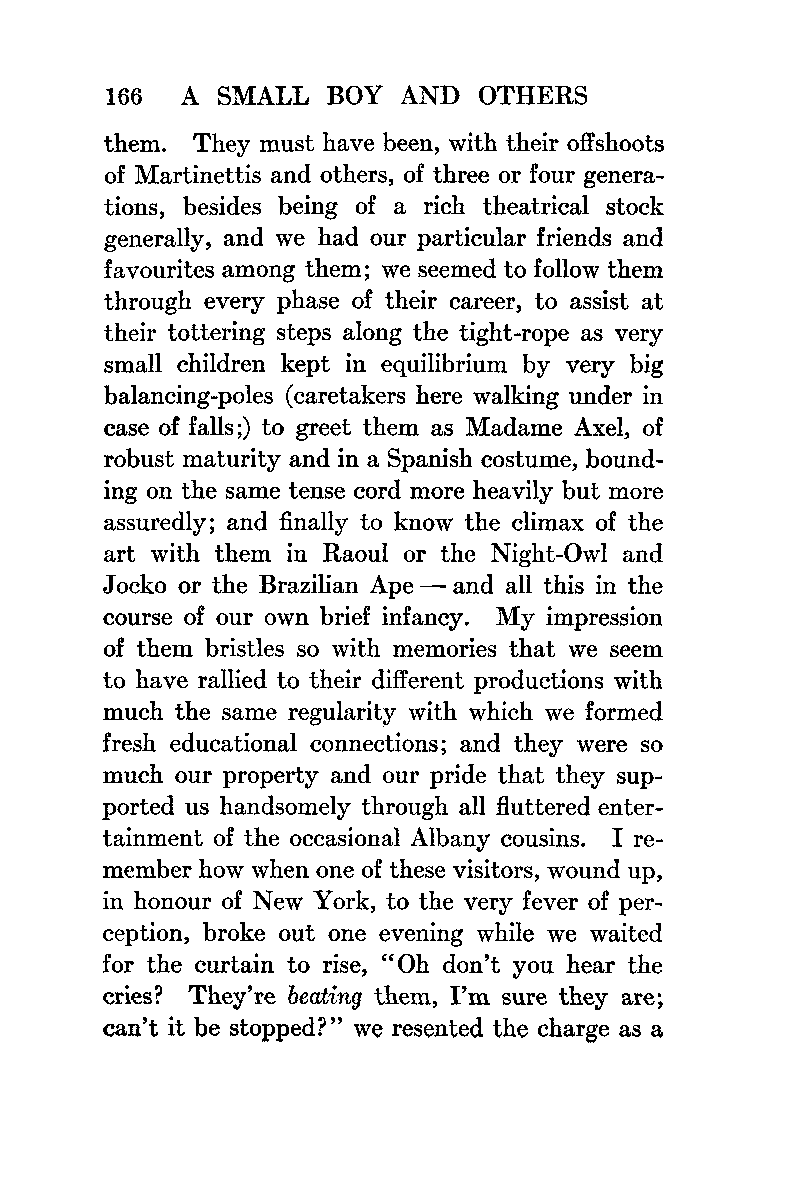 166 A SMALL BOY AND OTHERS
them. They must have been, with their offshoots
of Martinettis and others, of three or four genera-
tions, besides being of a rich theatrical stock
generally, and we had our particular friends and
favourites among them; we seemed to follow them
through every phase of their career, to assist at
their tottering steps along the tight-rope as very
small children kept in equilibrium by very big
balancing-poles (caretakers here walking under in
case of falls;) to greet them as Madame Axel, of
robust maturity and in a Spanish costume, bound-
ing on the same tense cord more heavily but more
assuredly; and finally to know the climax of the
art with them in Raoul or the Night-Owl and
Jocko or the Brazilian Ape — and all this in the
course of our own brief infancy. My impression
of them bristles so with memories that we seem
to have rallied to their different productions with
much the same regularity with which we formed
fresh educational connections; and they were so
much our property and our pride that they sup-
ported us handsomely through all fluttered enter-
tainment of the occasional Albany cousins. I re-
member how when one of these visitors, wound up,
in honour of New York, to the very fever of per-
ception, broke out one evening while we waited
for the curtain to rise, “Oh don't you hear the
cries? They're beating them, I'm sure they are;
can't it be stopped?” we resented the charge as a